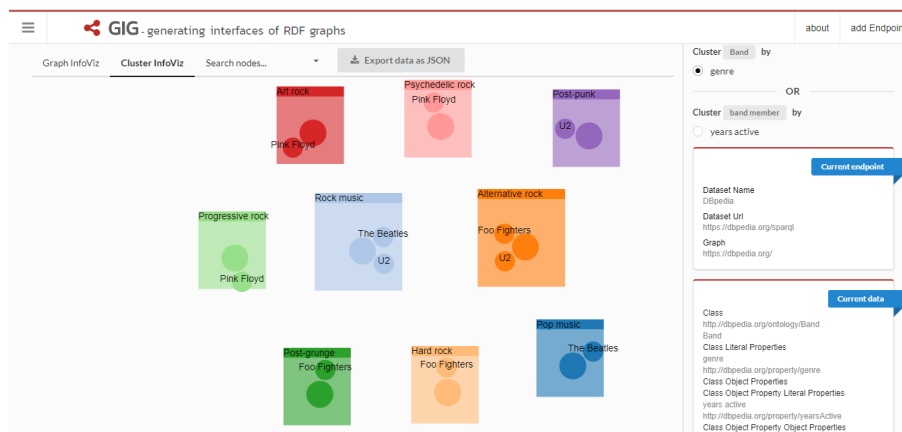 GIG - generating interfaces of RDF graphs
about
add Endpoin
Graph InfoViz
Cluster InfoViz
Search nodes...
Export data as JSON
Art rock
Pink Floyd
Psychedelic rock
Pink Floyd
Post-punk
U2
Progressive rock
Pink Floyd
Rock music
The Beatles
U2
Alternative rock
Foo Fighters
U2
Post-grunge
Foo Fighters
Hard rock
Foo Fighters
Pop music
The Beatles
Cluster Band by
genre
OR
Cluster band member by
years active
Current endpoint
Dataset Name
DBpedia
Dataset Url
https://dbpedia.org/sparql
Graph
https://dbpedia.org/
Current data
Class
http://dbpedia.org/ontology/Band
Band
Class Literal Properties
genre
http://dbpedia.org/property/genre
Class Object Properties
Class Object Property Literal Properties
years active
http://dbpedia.org/property/yearsActive
Class Object Property Object Properties